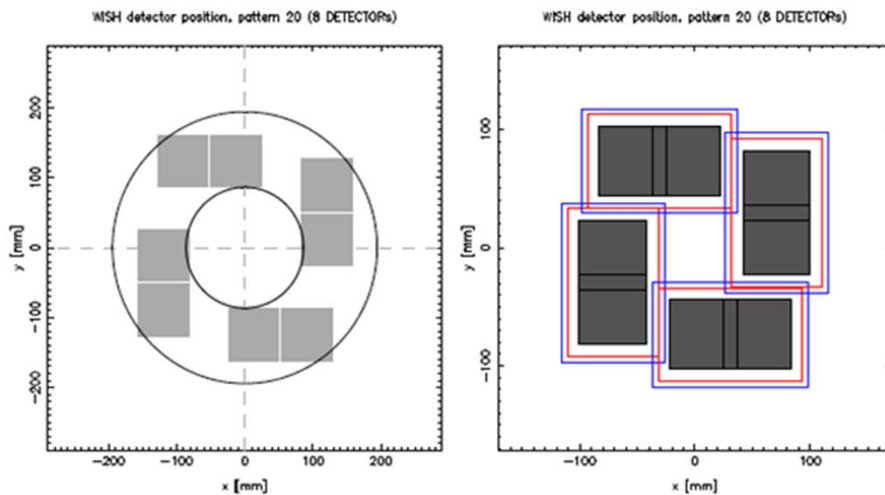 WISH detector position, pattern 20 (8 DETECTORs)
y [mm]
200
100
0
−100
−200
−200
−100
0
100
200
x [mm]
WISH detector position, pattern 20 (8 DETECTORs)
y [mm]
100
0
−100
−100
0
100
x [mm]